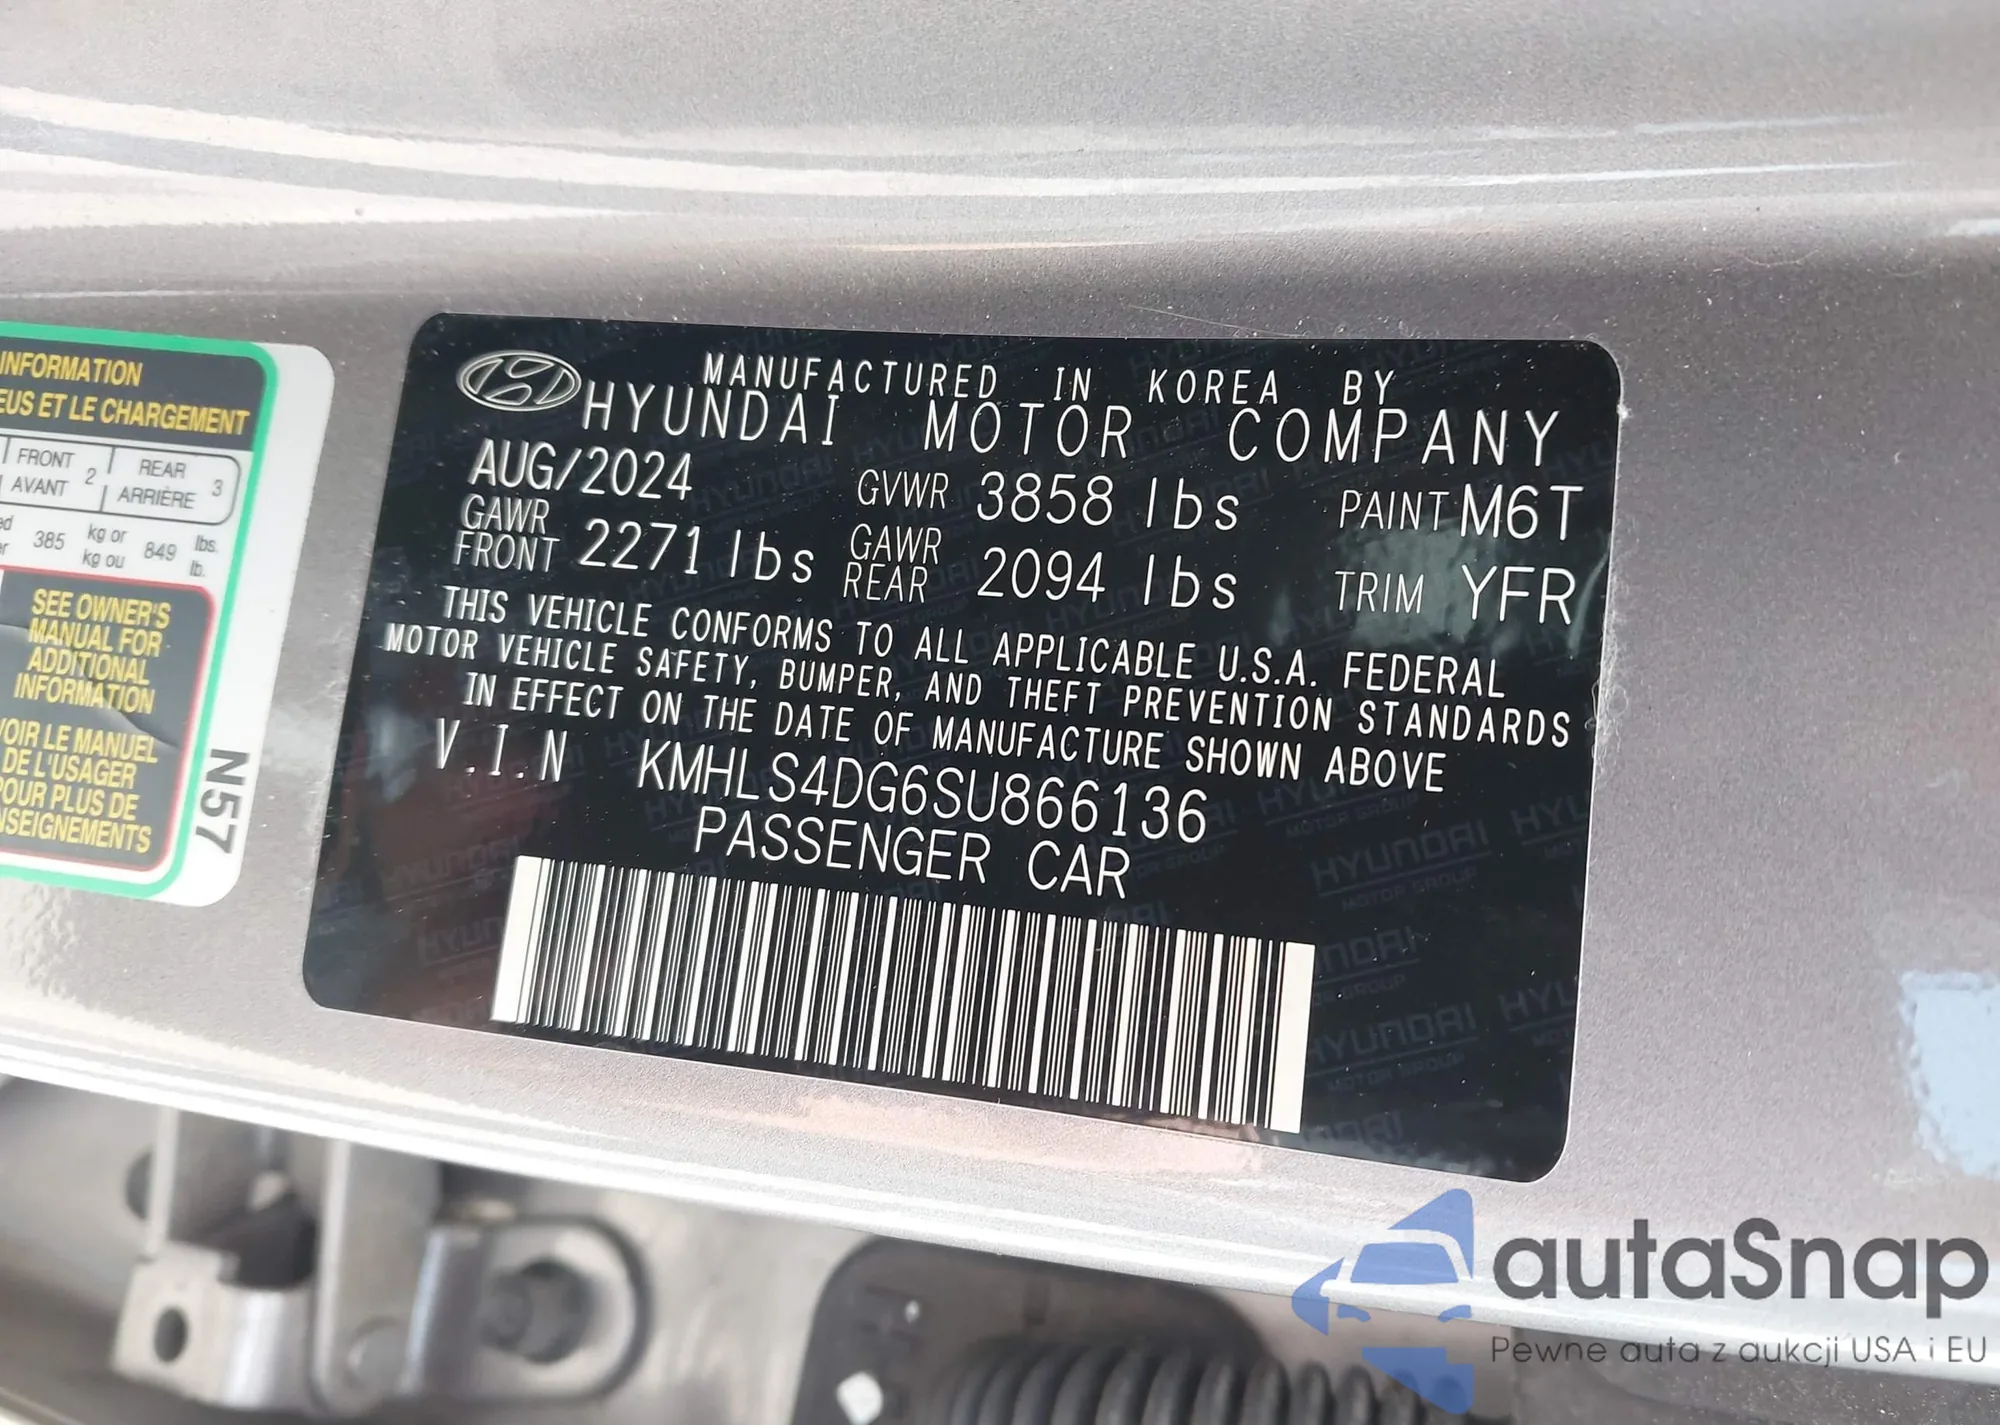 INFORMATION
EUS ET LE CHARGEMENT
FRONT 2 REAR 3
AVANT ARRIÈRE
385 kg or 849 lbs.
kg ou lb.
SEE OWNER'S
MANUAL FOR
ADDITIONAL
INFORMATION
VOIR LE MANUEL
DE L'USAGER
POUR PLUS DE
NSEIGNEMENTS
N57
MANUFACTURED IN KOREA BY
HYUNDAI MOTOR COMPANY
AUG/2024 GVWR 3858 lbs PAINT M6T
GAWR FRONT 2271 lbs GAWR REAR 2094 lbs TRIM YFR
THIS VEHICLE CONFORMS TO ALL APPLICABLE U.S.A. FEDERAL
MOTOR VEHICLE SAFETY, BUMPER, AND THEFT PREVENTION STANDARDS
IN EFFECT ON THE DATE OF MANUFACTURE SHOWN ABOVE
V.I.N KMHLS4DG6SU866136
PASSENGER CAR
autaSnap
Pewne auta z aukcji USA i EU